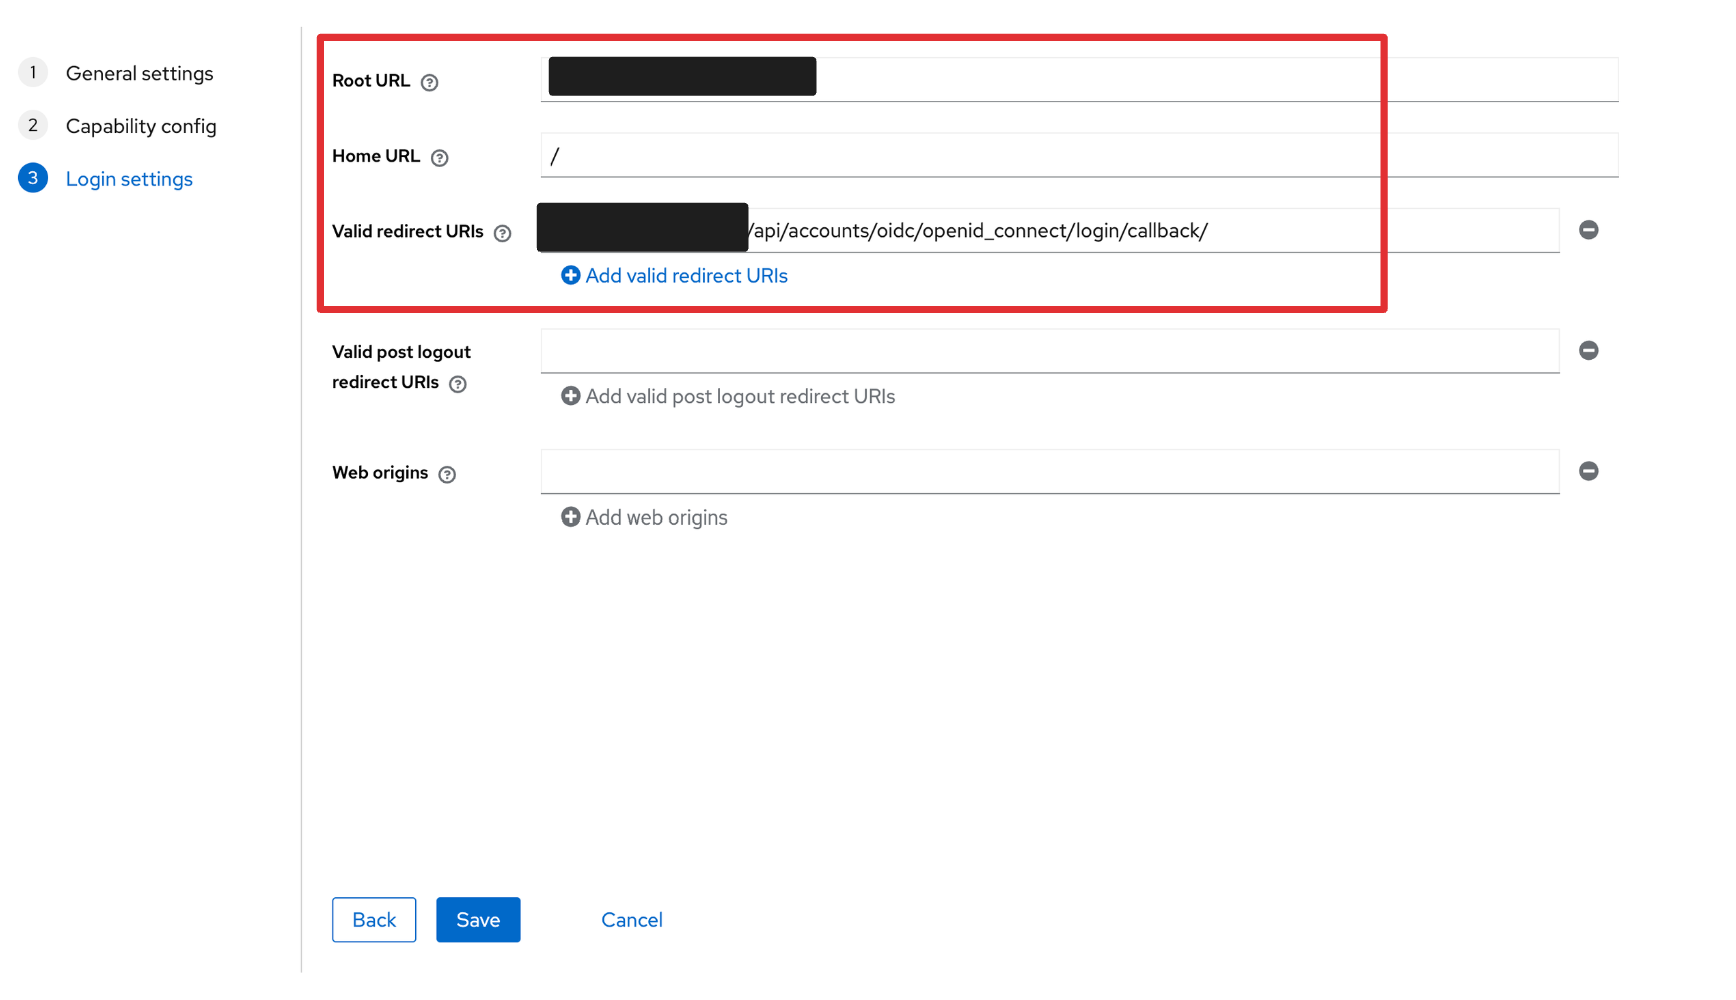 1 General settings
2 Capability config
3 Login settings
Root URL
Home URL
/
Valid redirect URIs
/api/accounts/oidc/openid_connect/login/callback/
Add valid redirect URIs
Valid post logout
redirect URIs
Add valid post logout redirect URIs
Web origins
Add web origins
Back
Save
Cancel